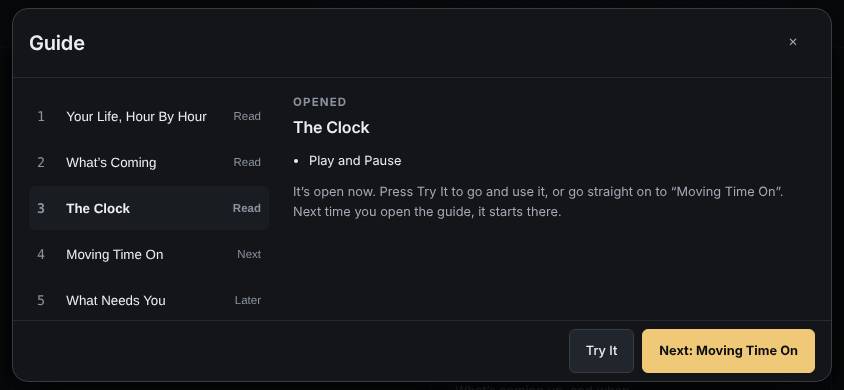 Guide
×
1 Your Life, Hour By Hour Read
2 What's Coming Read
3 The Clock Read
4 Moving Time On Next
5 What Needs You Later
OPENED
The Clock
• Play and Pause
It's open now. Press Try It to go and use it, or go straight on to “Moving Time On”.
Next time you open the guide, it starts there.
Try It
Next: Moving Time On